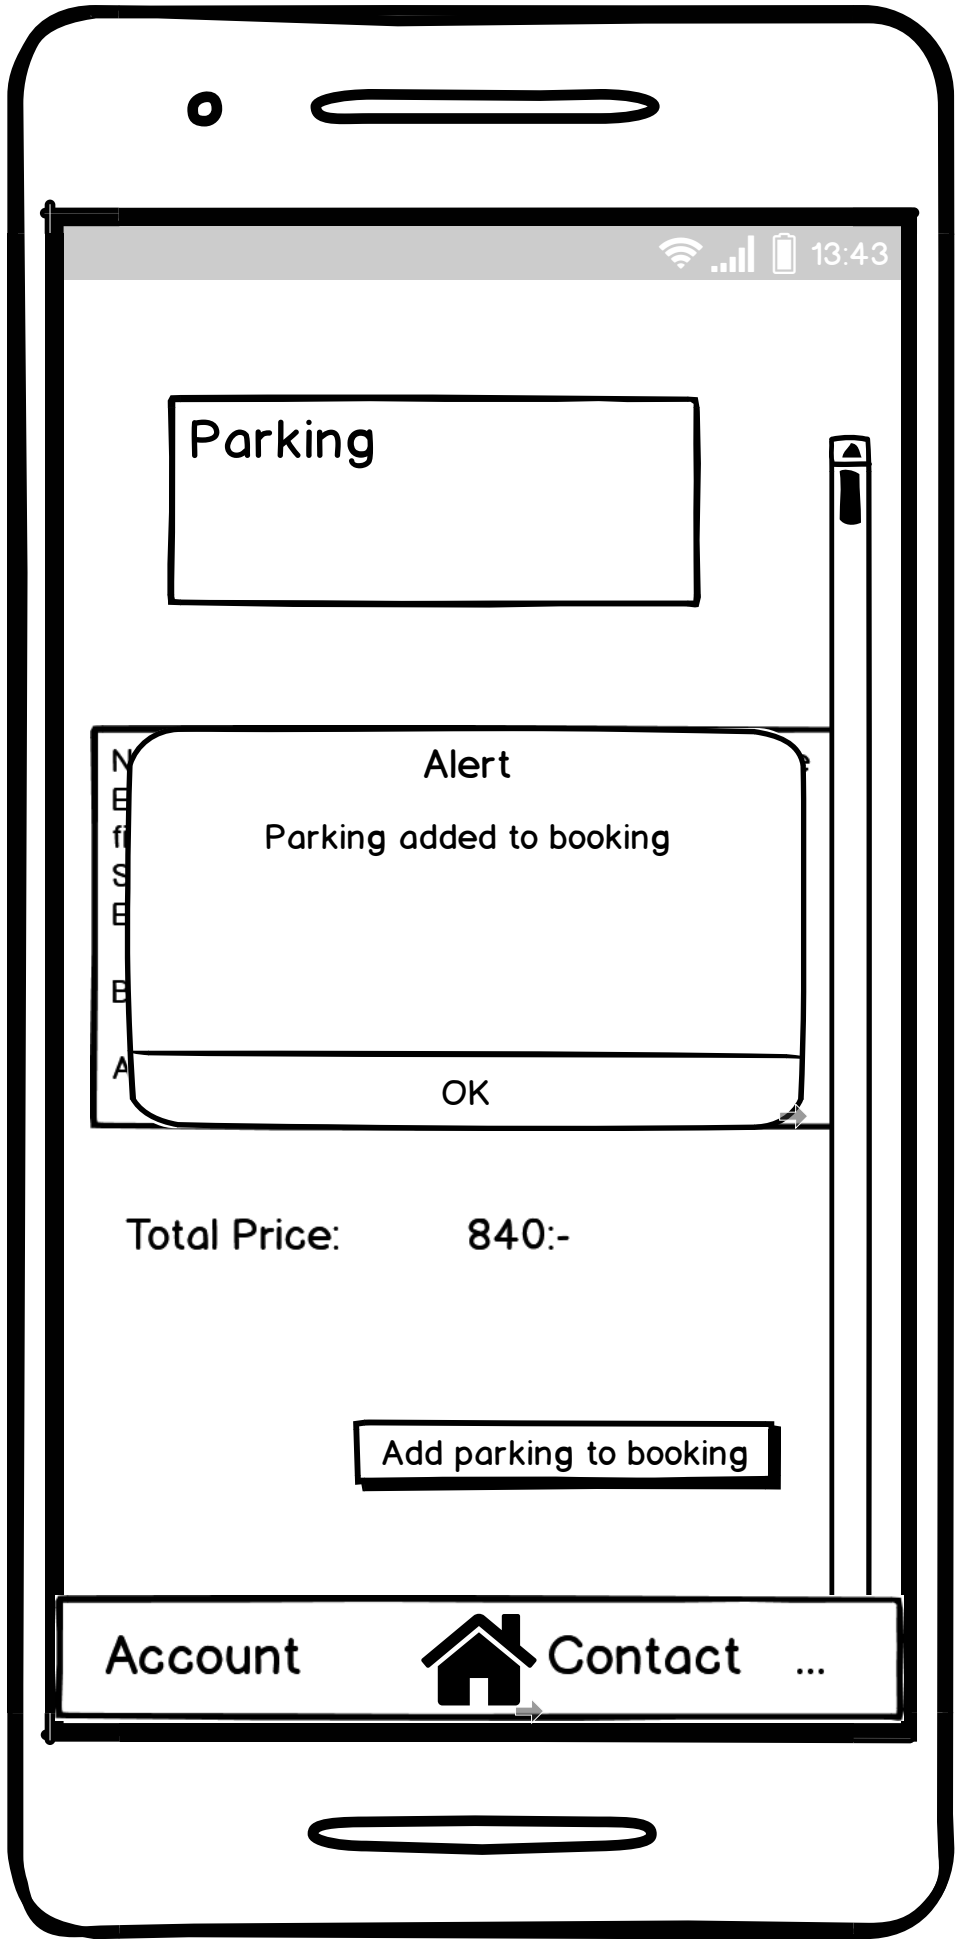 13:43
Parking
Alert
Parking added to booking
OK
Total Price: 840:-
Add parking to booking
Account Contact ...